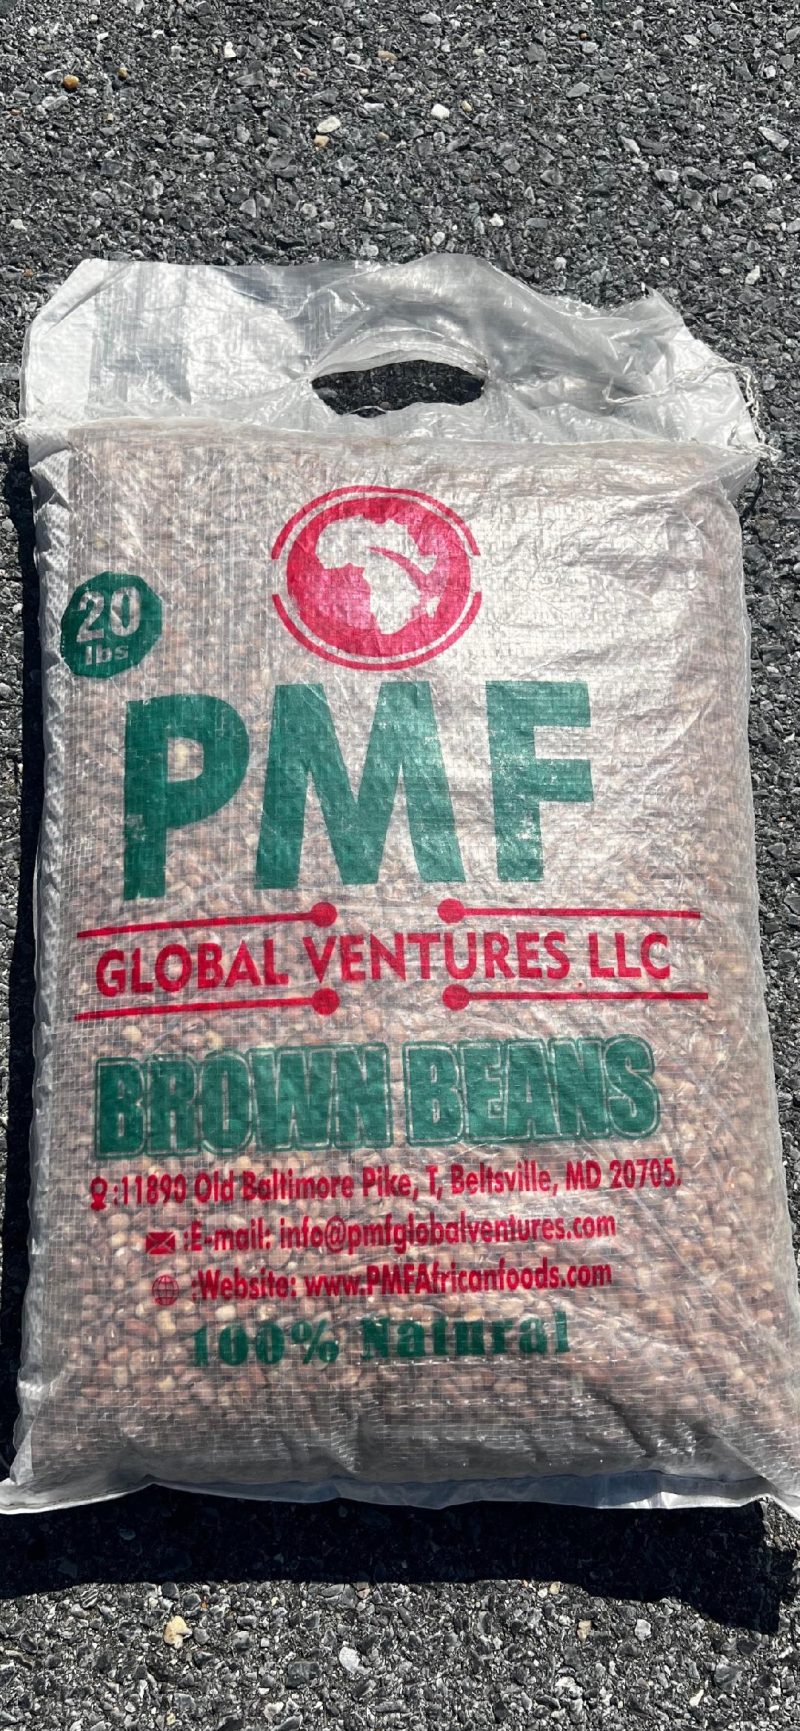 20
lbs
PMF
GLOBAL VENTURES LLC
BROWN BEANS
:11890 Old Baltimore Pike, T, Beltsville, MD 20705.
:E-mail: info@pmfglobalventures.com
:Website: www.PMFAfricanfoods.com
100% Natural